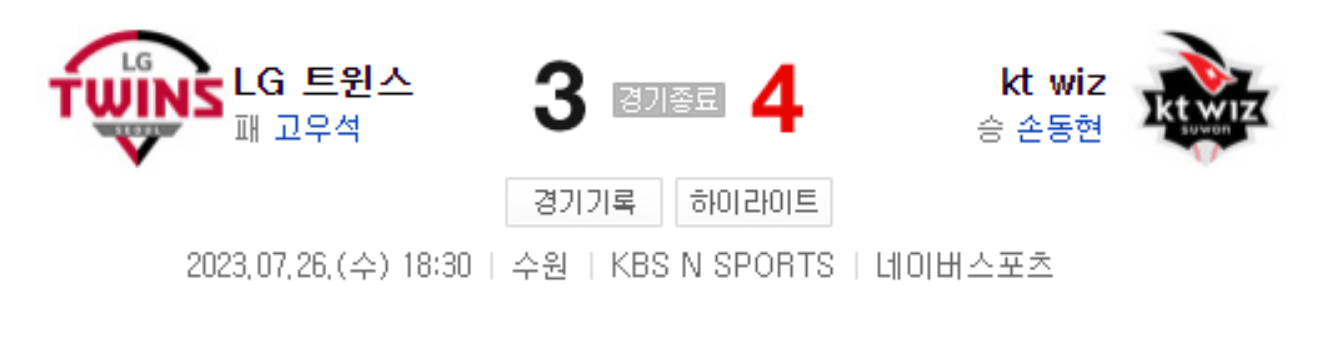 LG
TWINS
SEOUL
LG 트윈스
패 고우석
3 경기종료 4
kt wiz
승 손동현
kt wiz
suwon
경기기록 하이라이트
2023.07.26.(수) 18:30 | 수원 | KBS N SPORTS | 네이버스포츠